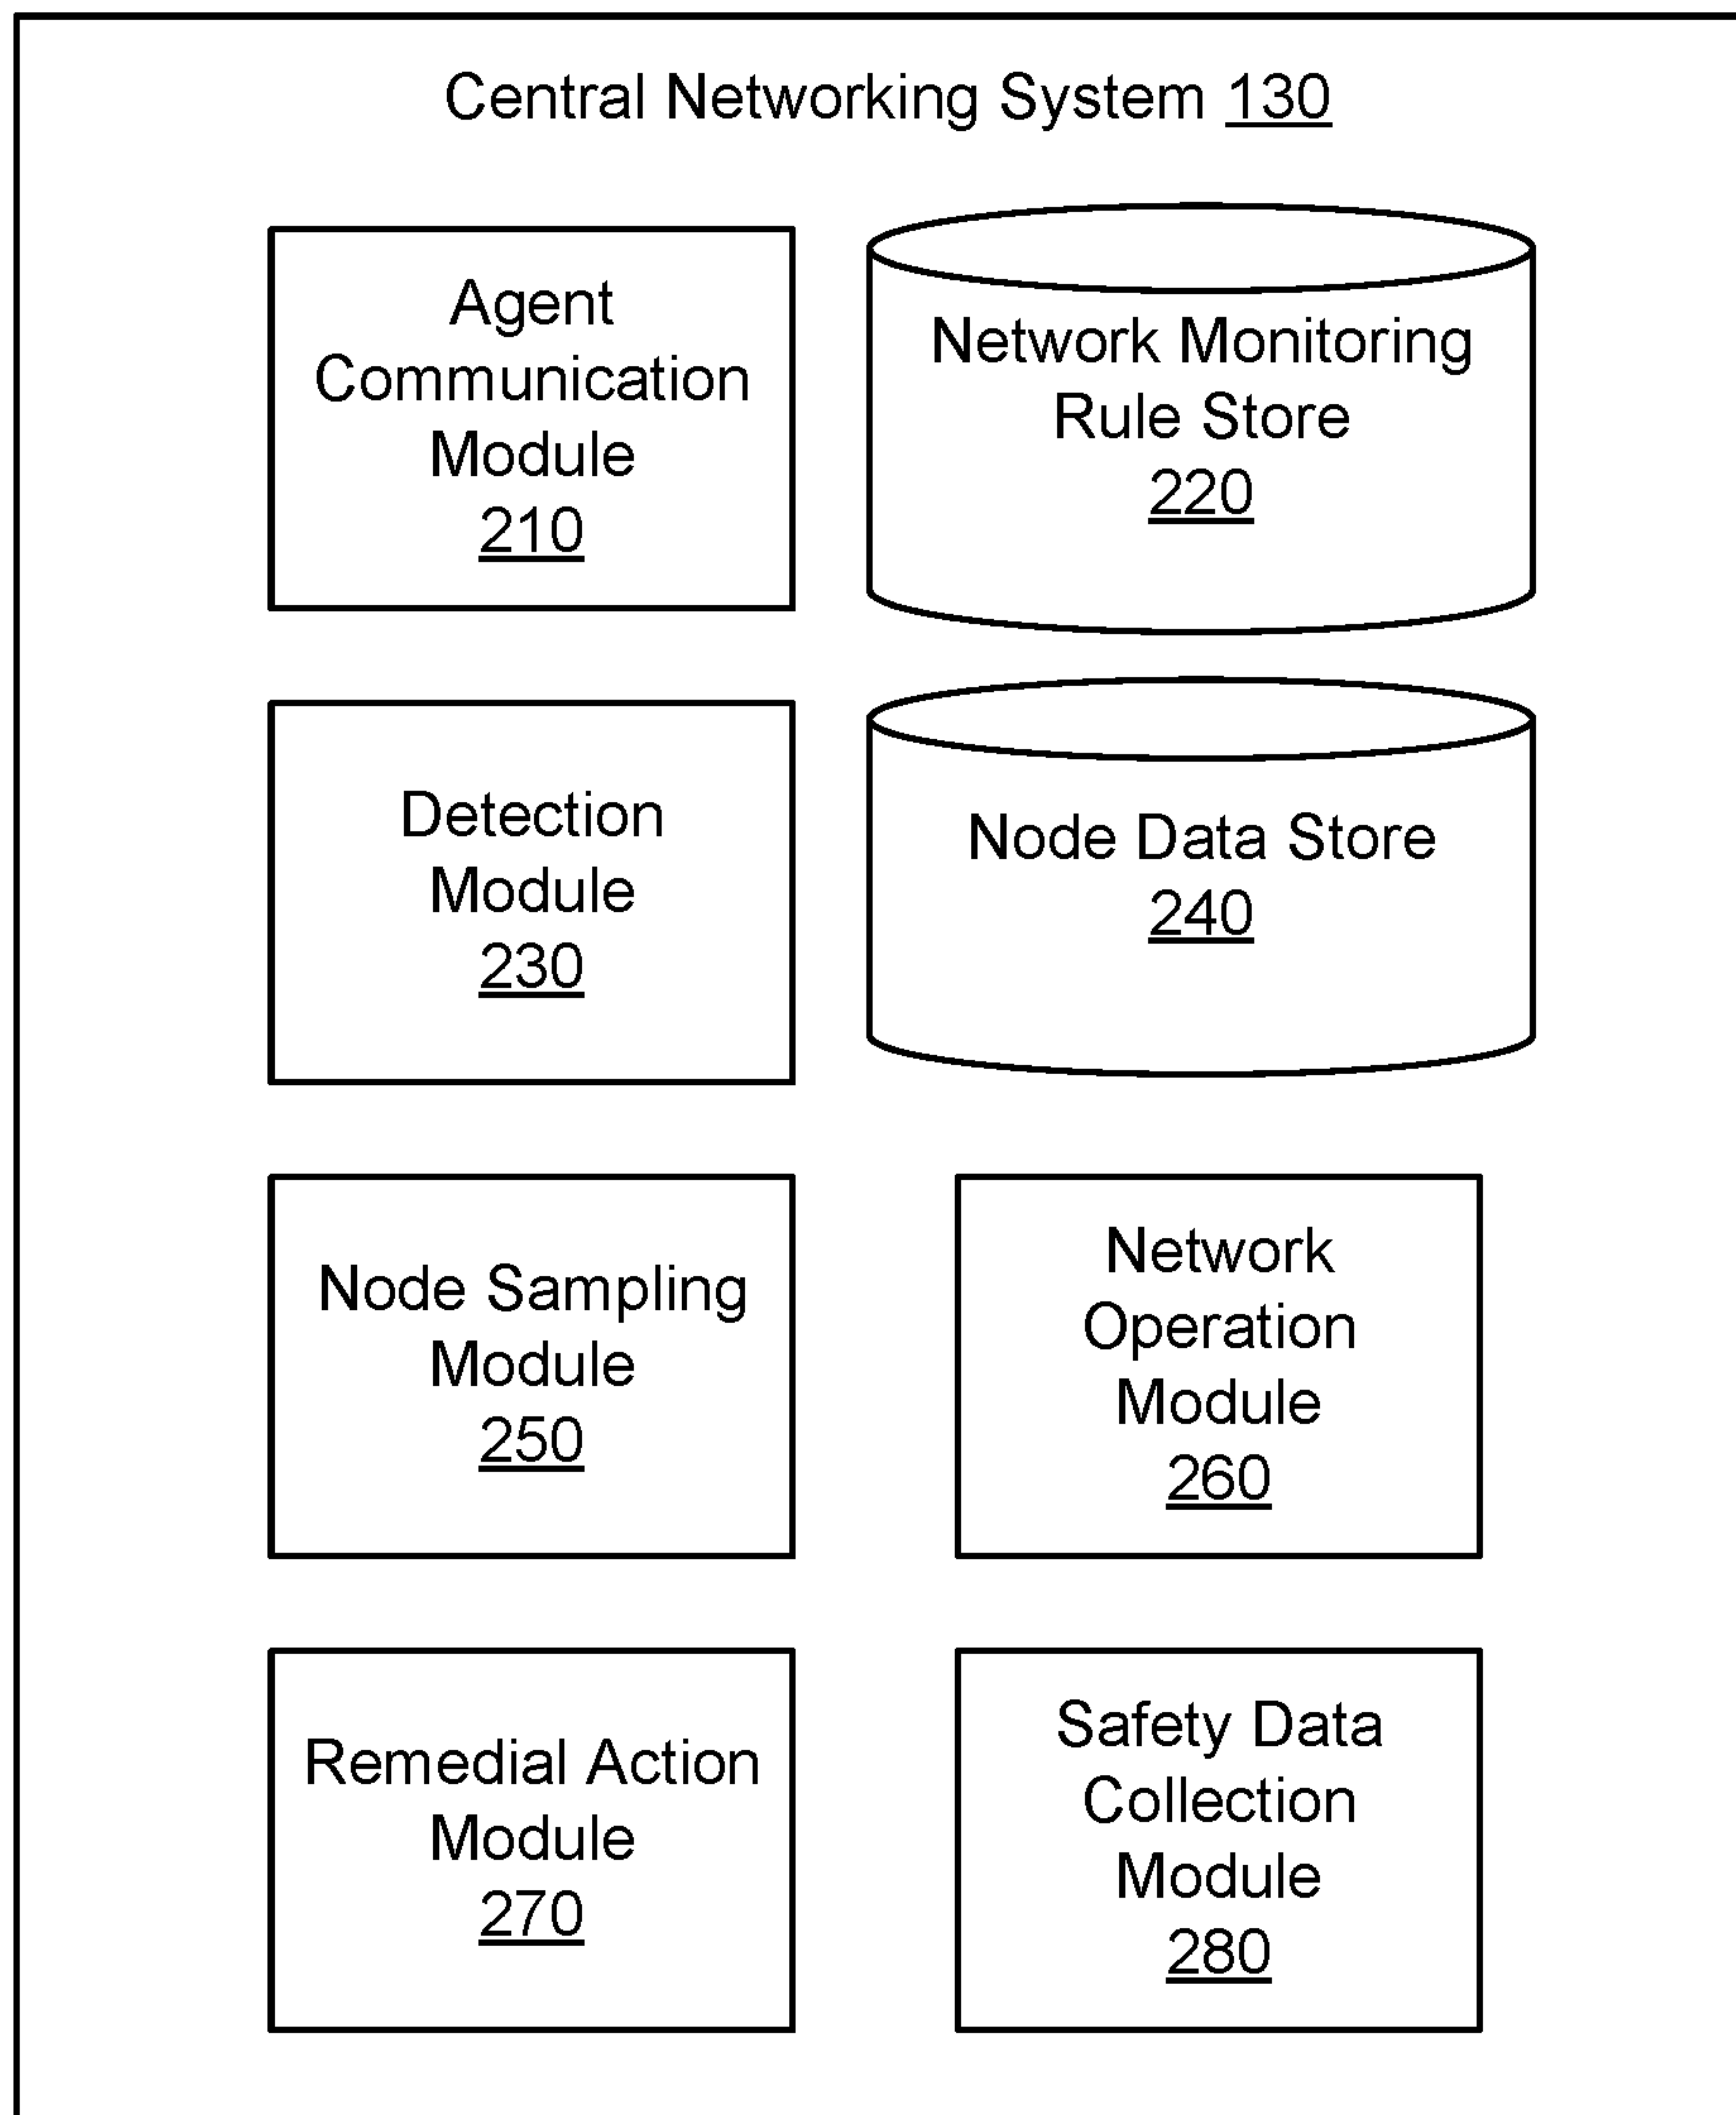 Central Networking System 130
Agent
Communication
Module
210
Network Monitoring
Rule Store
220
Detection
Module
230
Node Data Store
240
Node Sampling
Module
250
Network
Operation
Module
260
Remedial Action
Module
270
Safety Data
Collection
Module
280